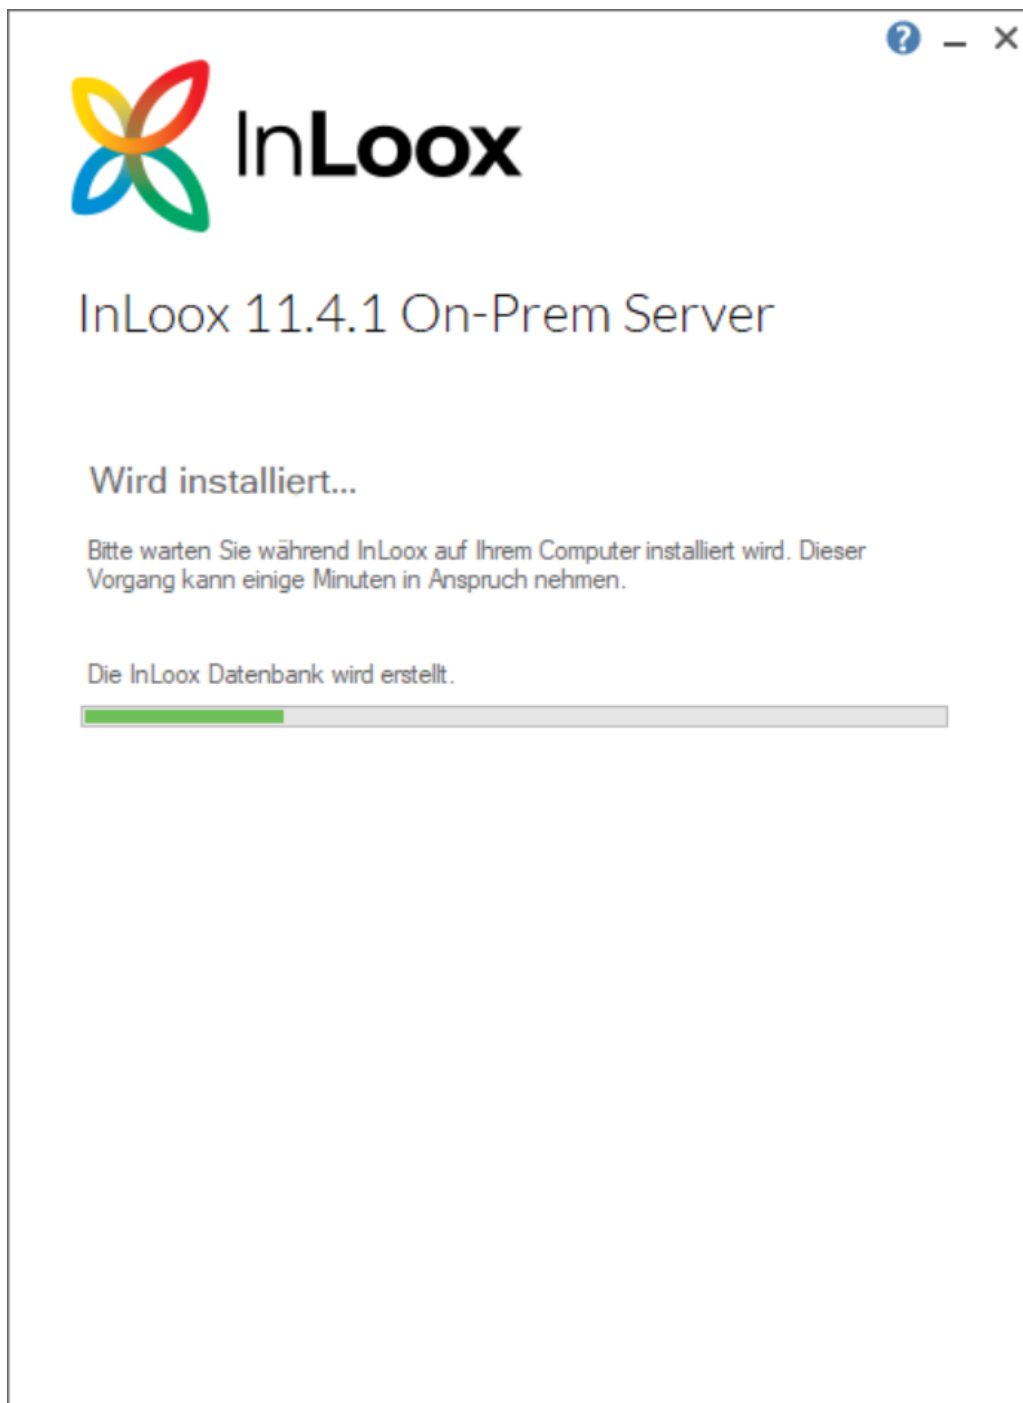 ?
InLoox
InLoox 11.4.1 On-Prem Server
Wird installiert...
Bitte warten Sie während InLoox auf Ihrem Computer installiert wird. Dieser
Vorgang kann einige Minuten in Anspruch nehmen.
Die InLoox Datenbank wird erstellt.